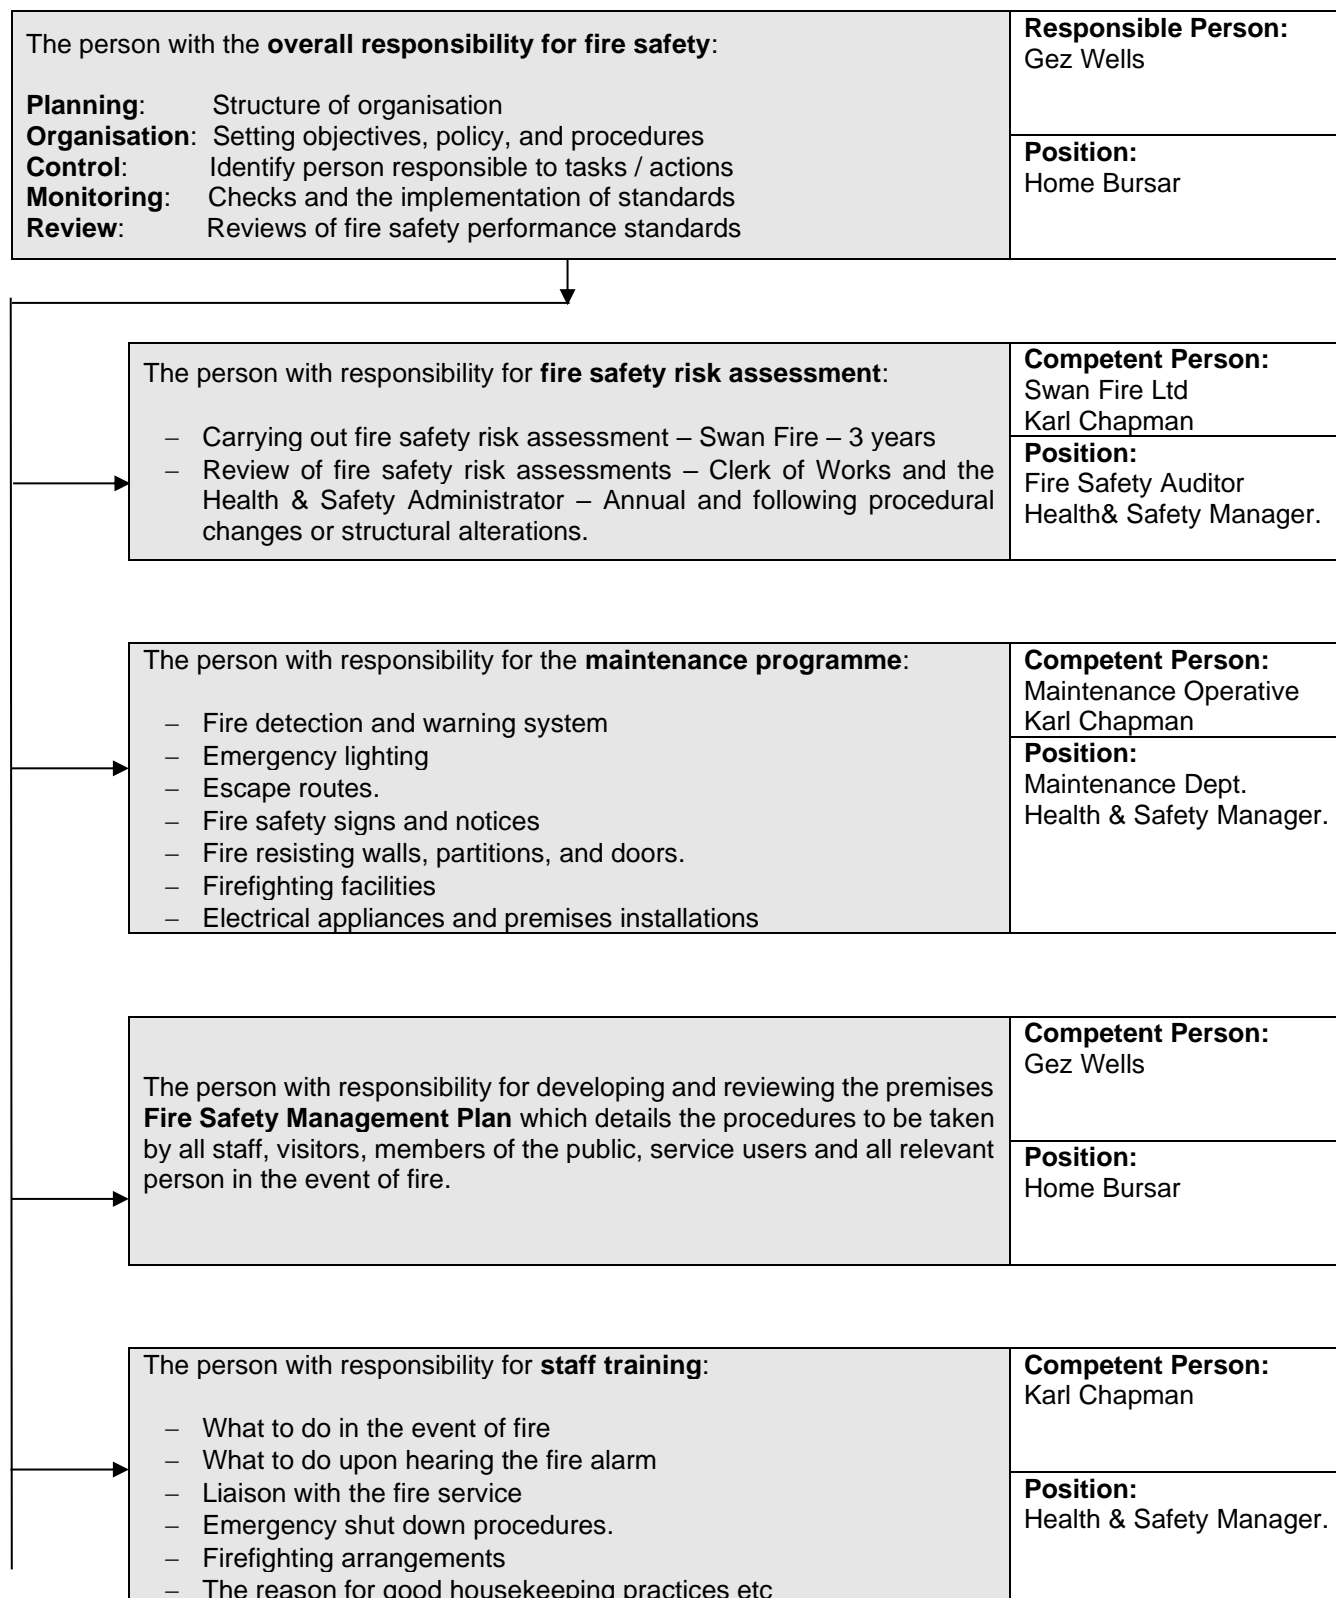 The person with the overall responsibility for fire safety:
Planning: Structure of organisation
Organisation: Setting objectives, policy, and procedures
Control: Identify person responsible to tasks / actions
Monitoring: Checks and the implementation of standards
Review: Reviews of fire safety performance standards
Responsible Person:
Gez Wells
Position:
Home Bursar
The person with responsibility for fire safety risk assessment:
– Carrying out fire safety risk assessment – Swan Fire – 3 years
– Review of fire safety risk assessments – Clerk of Works and the
Health & Safety Administrator – Annual and following procedural
changes or structural alterations.
Competent Person:
Swan Fire Ltd
Karl Chapman
Position:
Fire Safety Auditor
Health& Safety Manager.
The person with responsibility for the maintenance programme:
– Fire detection and warning system
– Emergency lighting
– Escape routes.
– Fire safety signs and notices
– Fire resisting walls, partitions, and doors.
– Firefighting facilities
– Electrical appliances and premises installations
Competent Person:
Maintenance Operative
Karl Chapman
Position:
Maintenance Dept.
Health & Safety Manager.
The person with responsibility for developing and reviewing the premises
Fire Safety Management Plan which details the procedures to be taken
by all staff, visitors, members of the public, service users and all relevant
person in the event of fire.
Competent Person:
Gez Wells
Position:
Home Bursar
The person with responsibility for staff training:
– What to do in the event of fire
– What to do upon hearing the fire alarm
– Liaison with the fire service
– Emergency shut down procedures.
– Firefighting arrangements
– The reason for good housekeeping practices etc
Competent Person:
Karl Chapman
Position:
Health & Safety Manager.